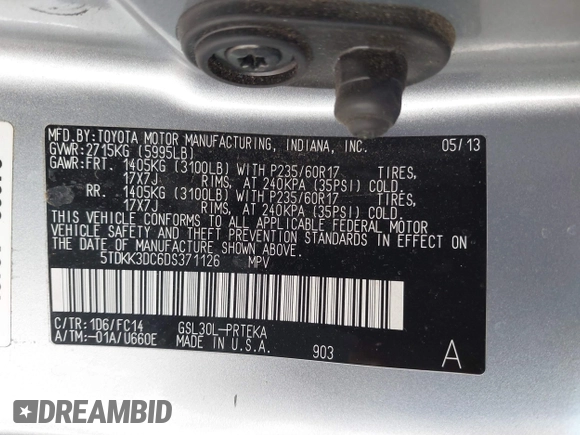 MFD.BY:TOYOTA MOTOR MANUFACTURING, INDIANA, INC. 05/13
GVWR:2715KG (5995LB)
GAWR:FRT. 1405KG (3100LB) WITH P235/60R17 TIRES,
17X7J RIMS, AT 240KPA (35PSI) COLD.
RR. 1405KG (3100LB) WITH P235/60R17 TIRES,
17X7J RIMS, AT 240KPA (35PSI) COLD.
THIS VEHICLE CONFORMS TO ALL APPLICABLE FEDERAL MOTOR
VEHICLE SAFETY AND THEFT PREVENTION STANDARDS IN EFFECT
ON THE DATE OF MANUFACTURE SHOWN ABOVE.
5TDKK3DC6DS371126 MPV
C/TR:1D6/FC14 GSL30L-PRTEKA
A/TM:-01A/U660E MADE IN U.S.A. 903 A
DREAMBID